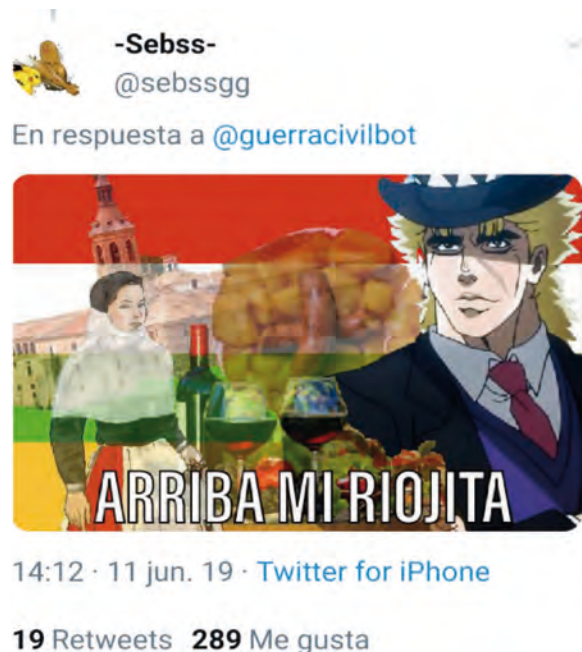 -Sebss-
@sebssgg
En respuesta a @guerracivilbot
ARRIBA MI RIOJITA
14:12 · 11 jun. 19 · Twitter for iPhone
19 Retweets 289 Me gusta